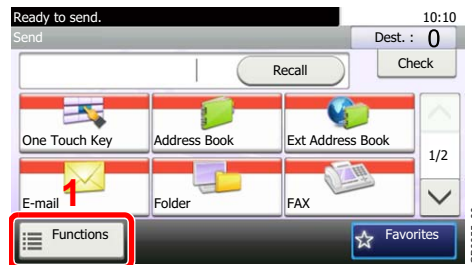 Ready to send.
10:10
Send
Dest. : 0
Recall
Check
One Touch Key
Address Book
Ext Address Book
1/2
E-mail
Folder
FAX
1
Functions
Favorites